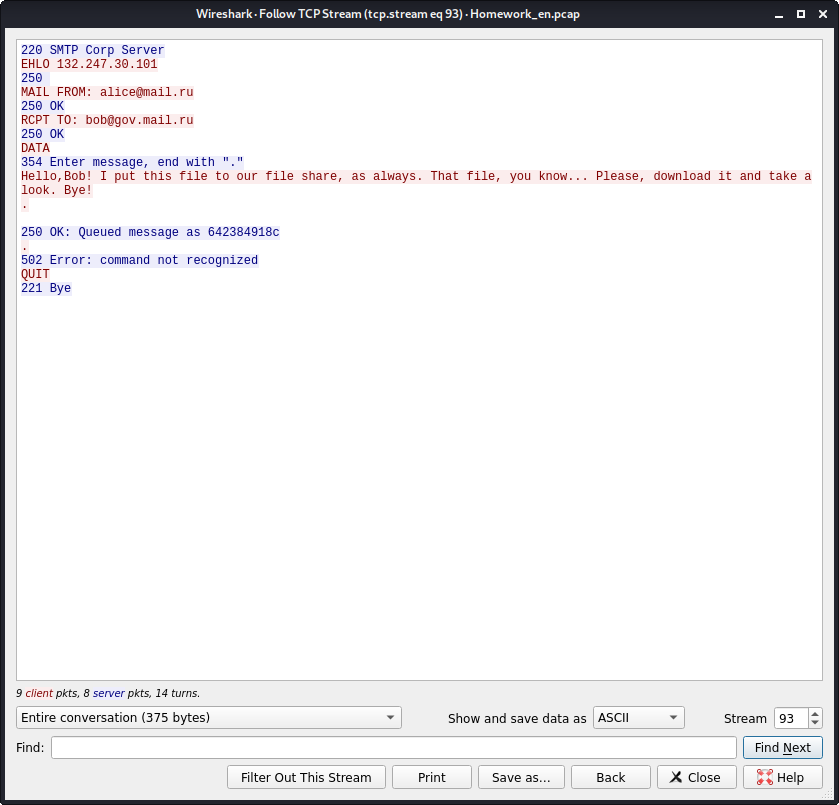 Wireshark · Follow TCP Stream (tcp.stream eq 93) · Homework_en.pcap
220 SMTP Corp Server
EHLO 132.247.30.101
250
MAIL FROM: alice@mail.ru
250 OK
RCPT TO: bob@gov.mail.ru
250 OK
DATA
354 Enter message, end with "."
Hello,Bob! I put this file to our file share, as always. That file, you know... Please, download it and take a
look. Bye!
.
250 OK: Queued message as 642384918c
.
502 Error: command not recognized
QUIT
221 Bye
9 client pkts, 8 server pkts, 14 turns.
Entire conversation (375 bytes) Show and save data as ASCII Stream 93
Find: Find Next
Filter Out This Stream Print Save as… Back Close Help